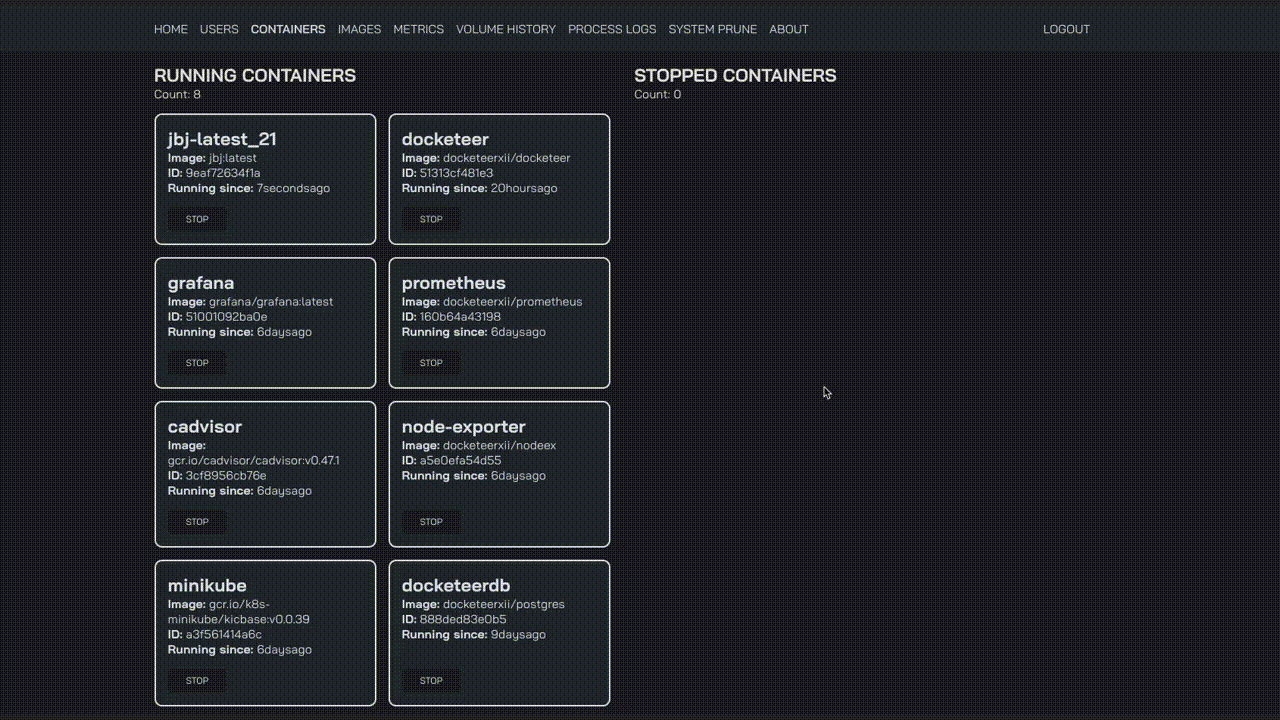 HOME USERS CONTAINERS IMAGES METRICS VOLUME HISTORY PROCESS LOGS SYSTEM PRUNE ABOUT LOGOUT
RUNNING CONTAINERS
Count: 8
STOPPED CONTAINERS
Count: 0
jbj-latest_21
Image: jbj:latest
ID: 9eaf72634f1a
Running since: 7secondsago
STOP
docketeer
Image: docketeerxii/docketeer
ID: 51313cf481e3
Running since: 20hoursago
STOP
grafana
Image: grafana/grafana:latest
ID: 51001092ba0e
Running since: 6daysago
STOP
prometheus
Image: docketeerxii/prometheus
ID: 160b64a43198
Running since: 6daysago
STOP
cadvisor
Image:
gcr.io/cadvisor/cadvisor:v0.47.1
ID: 3cf8956cb76e
Running since: 6daysago
STOP
node-exporter
Image: docketeerxii/nodeex
ID: a5e0efa54d55
Running since: 6daysago
STOP
minikube
Image: gcr.io/k8s-
minikube/kicbase:v0.0.39
ID: a3f561414a6c
Running since: 6daysago
STOP
docketeerdb
Image: docketeerxii/postgres
ID: 888ded83e0b5
Running since: 9daysago
STOP